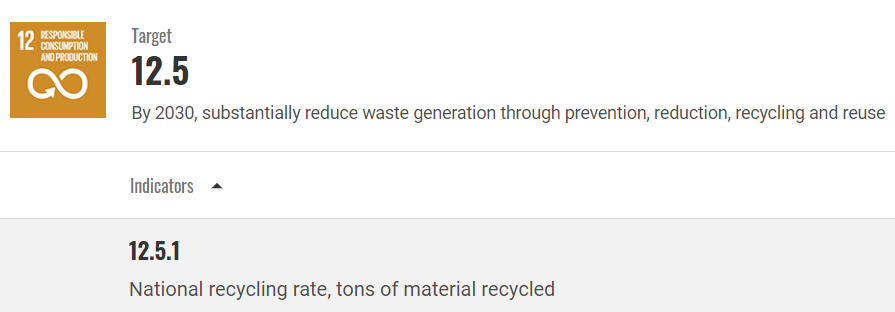 12 RESPONSIBLE
CONSUMPTION
AND PRODUCTION
Target
12.5
By 2030, substantially reduce waste generation through prevention, reduction, recycling and reuse
Indicators
12.5.1
National recycling rate, tons of material recycled